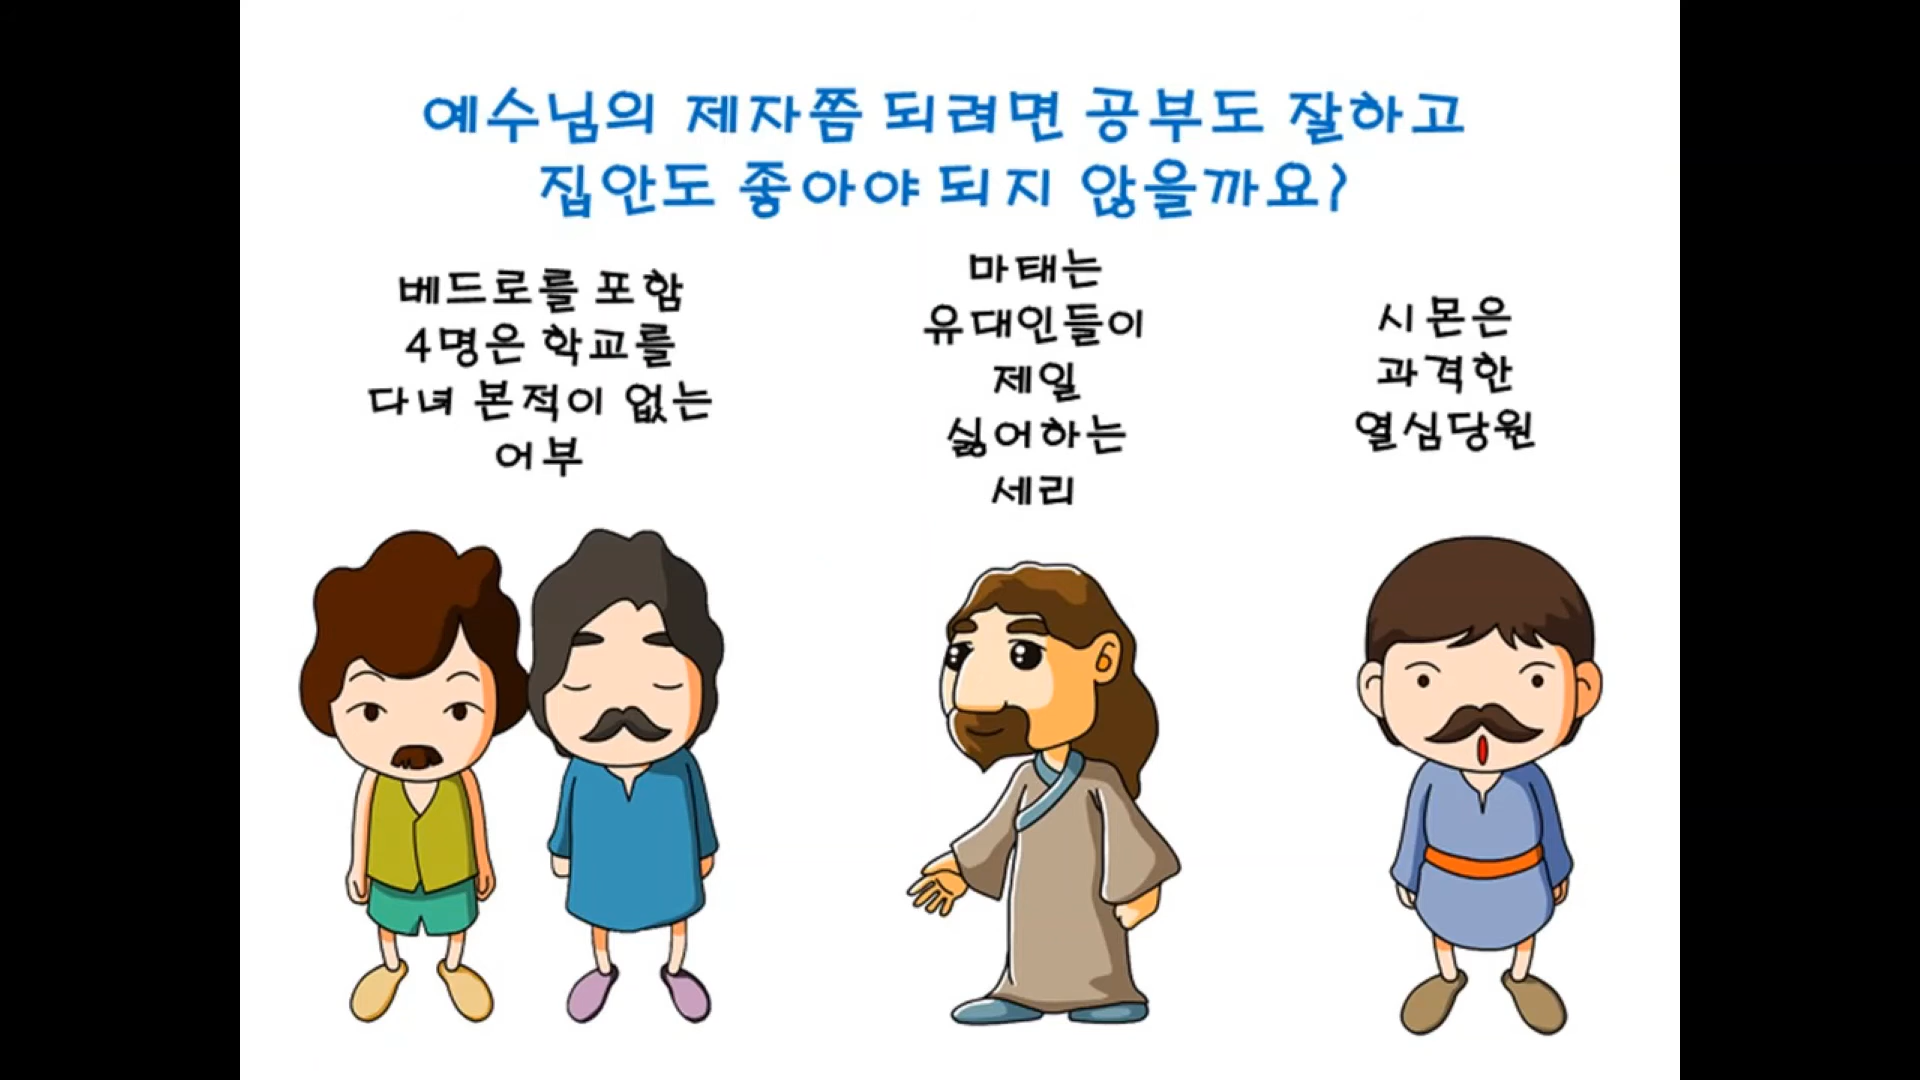 예수님의 제자쯤 되려면 공부도 잘하고
집안도 좋아야 되지 않을까요?
베드로를 포함
4명은 학교를
다녀 본적이 없는
어부
마태는
유대인들이
제일
싫어하는
세리
시몬은
과격한
열심당원